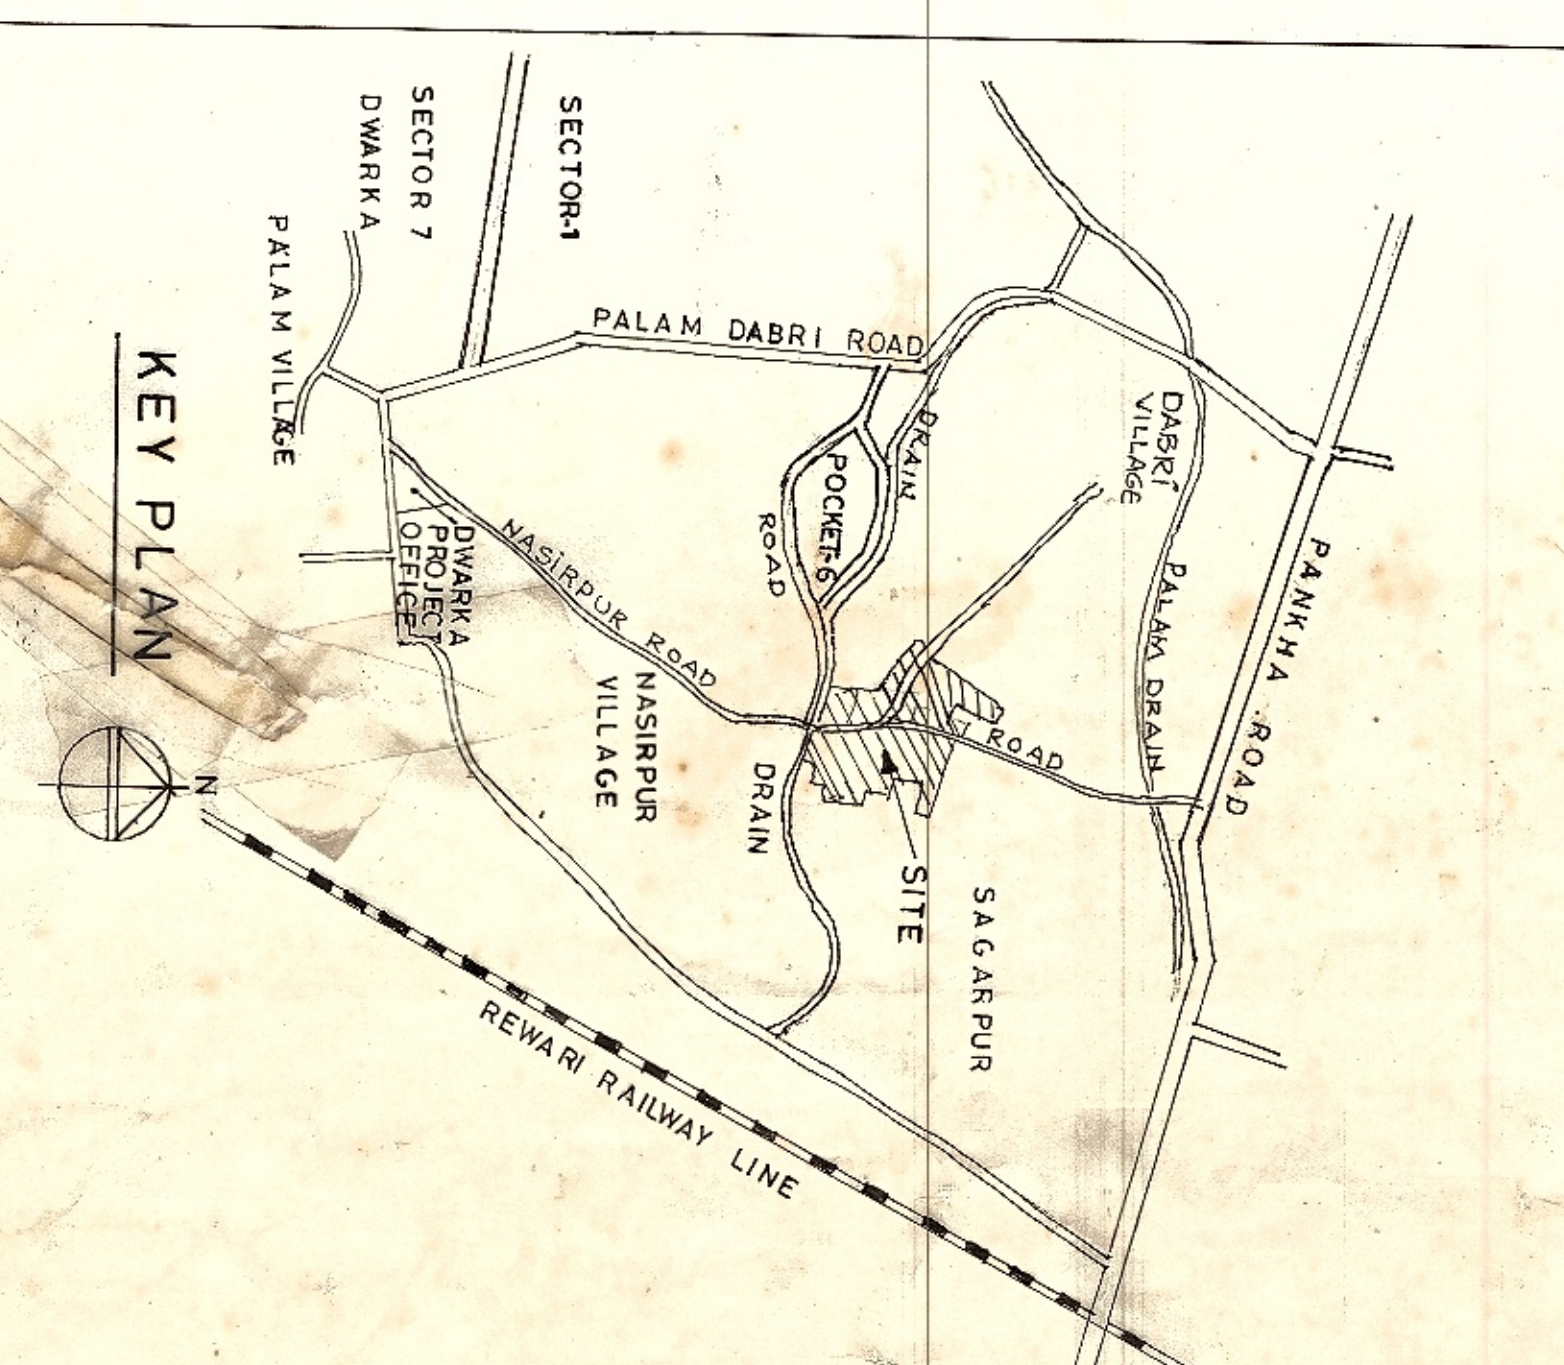 SECTOR-1
SECTOR 7
DWARKA
PALAM VILLAGE
KEY PLAN
N
PALAM DABRI ROAD
DRAIN
POCKET-6
ROAD
DABRI
VILLAGE
PANKHA ROAD
PALAM DRAIN
NASIRPUR ROAD
DWARKA
PROJECT
OFFICE
NASIRPUR
VILLAGE
ROAD
DRAIN
SITE
SAGARPUR
REWARI RAILWAY LINE